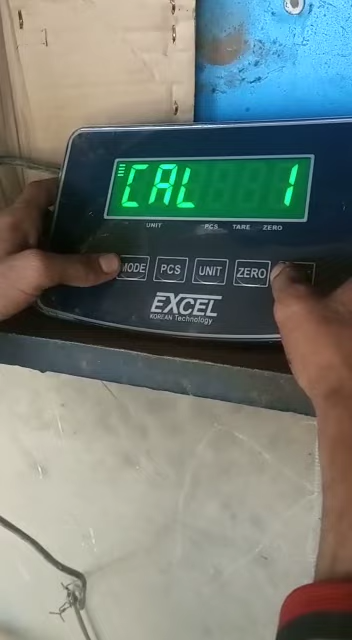 CAL 1
UNIT PCS TARE ZERO
MODE PCS UNIT ZERO
EXCEL
KOREAN Technology